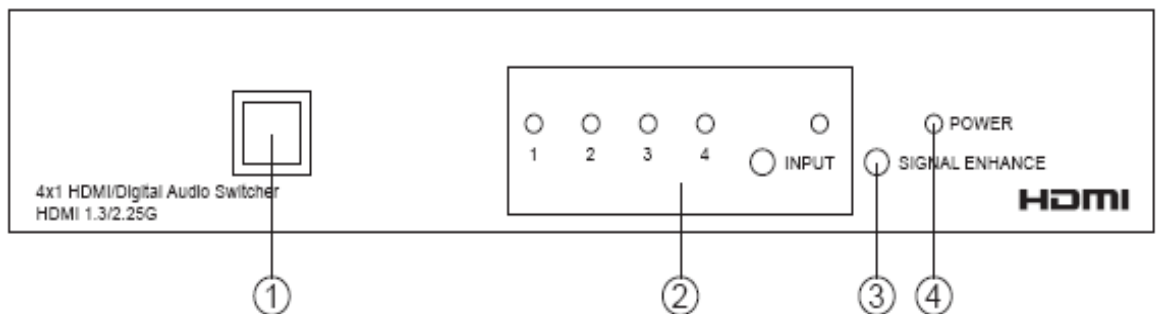 1 2 3 4
INPUT
POWER
SIGNAL ENHANCE
4x1 HDMI/Digital Audio Switcher
HDMI 1.3/2.25G
HDMI
① ② ③ ④